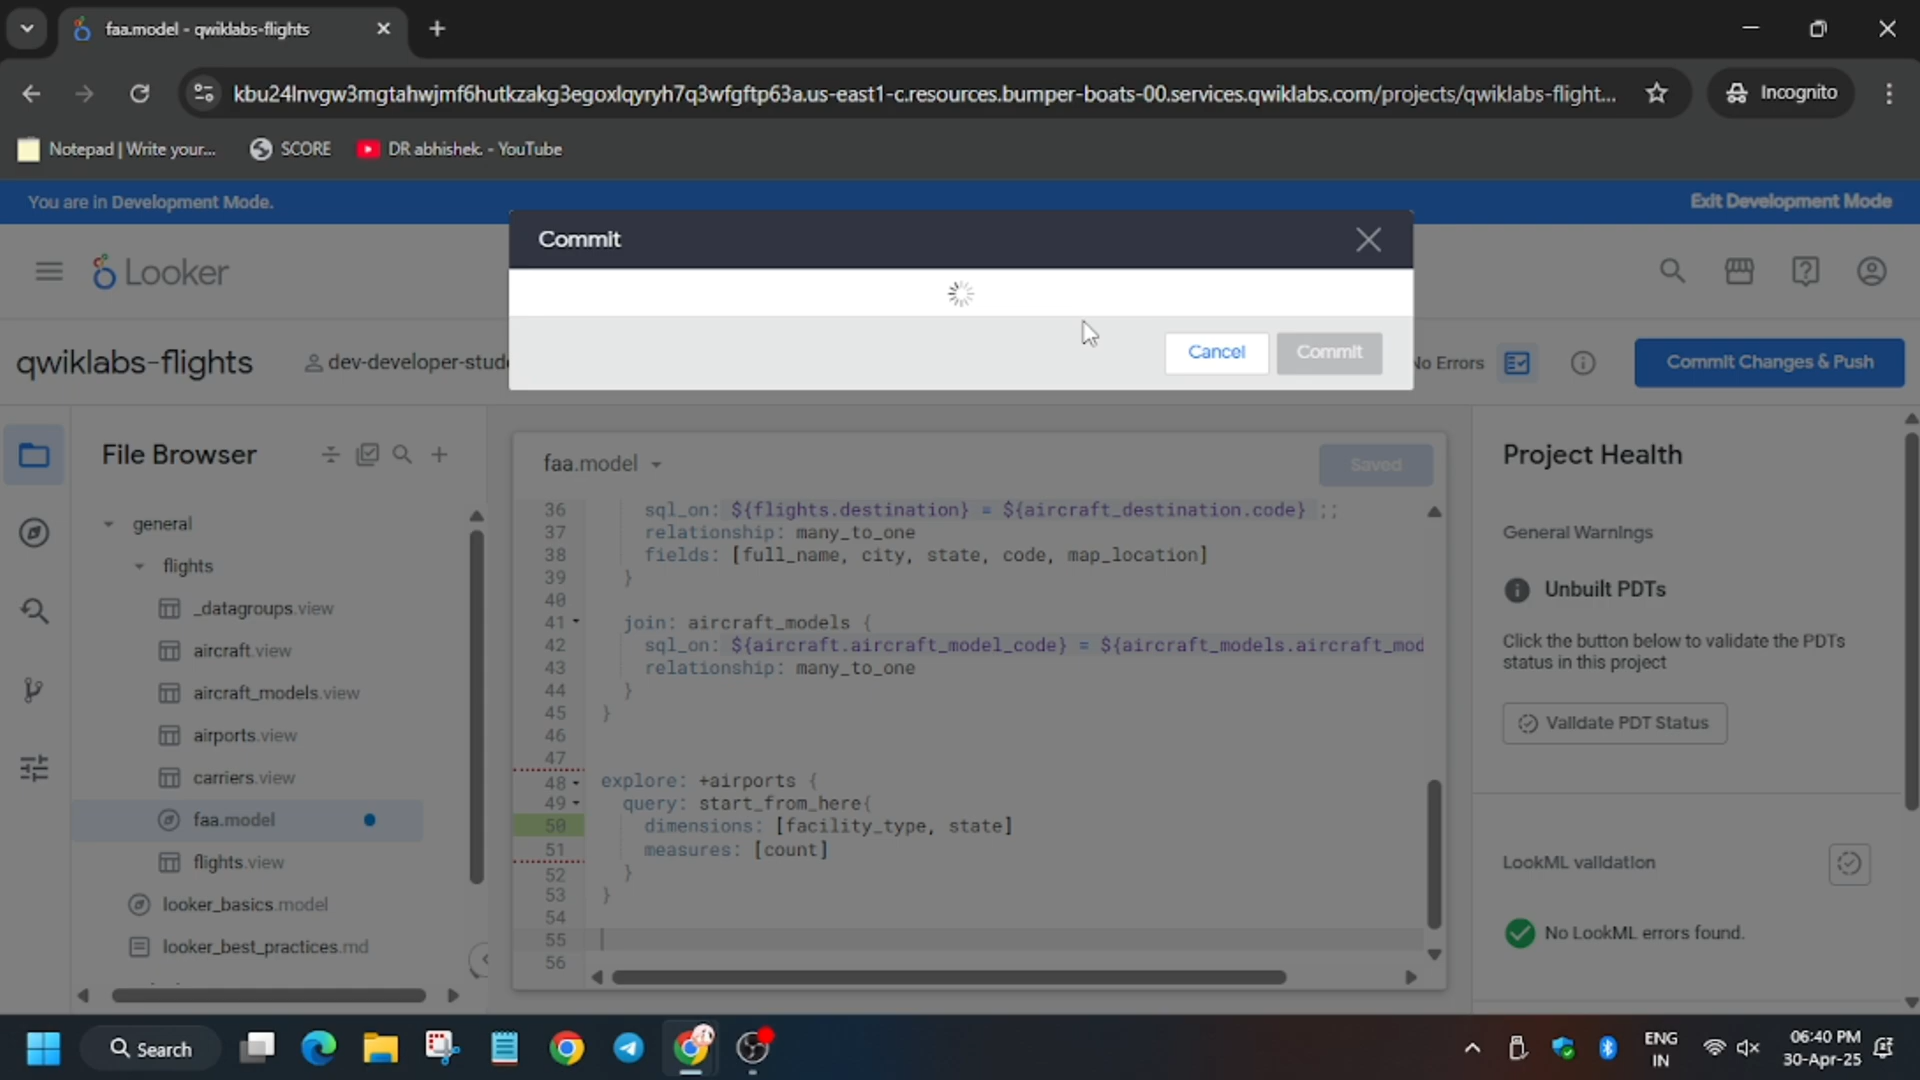 faa.model - qwiklabs-flights
kbu24lnvgw3mgtahwjmf6hutkzakg3egoxlqyryh7q3wfgftp63a.us-east1-c.resources.bumper-boats-00.services.qwiklabs.com/projects/qwiklabs-flight...
Incognito
Notepad | Write your...
SCORE
DR abhishek. - YouTube
You are in Development Mode.
Exit Development Mode
Commit
Looker
Cancel
Commit
qwiklabs-flights
dev-developer-stude
No Errors
Commit Changes & Push
File Browser
general
flights
_datagroups.view
aircraft.view
aircraft_models.view
airports.view
carriers.view
faa.model
flights.view
looker_basics.model
looker_best_practices.md
faa.model
Saved
36 sql_on: ${flights.destination} = ${aircraft_destination.code} ;;
37 relationship: many_to_one
38 fields: [full_name, city, state, code, map_location]
39 }
40
41 join: aircraft_models {
42 sql_on: ${aircraft.aircraft_model_code} = ${aircraft_models.aircraft_mod
43 relationship: many_to_one
44 }
45 }
46
47
48 explore: +airports {
49 query: start_from_here{
50 dimensions: [facility_type, state]
51 measures: [count]
52 }
53 }
54
55
56
Project Health
General Warnings
Unbuilt PDTs
Click the button below to validate the PDTs
status in this project
Validate PDT Status
LookML validation
No LookML errors found.
Search
ENG
IN
06:40 PM
30-Apr-25